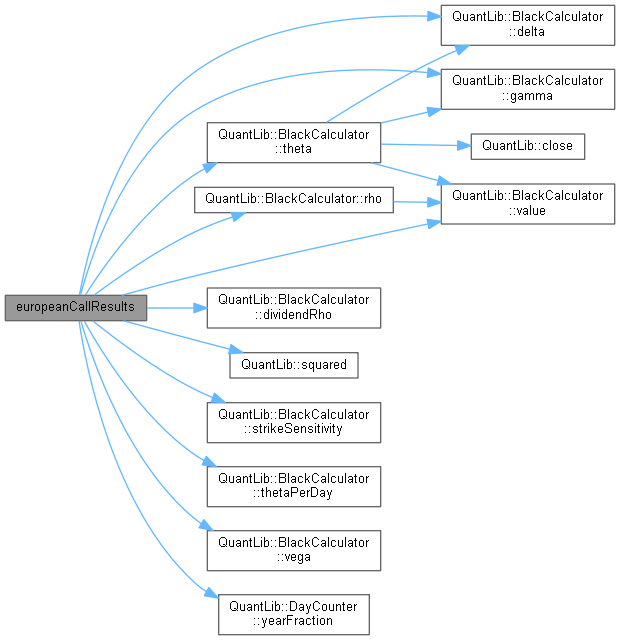 QuantLib::BlackCalculator
::delta
QuantLib::BlackCalculator
::gamma
QuantLib::BlackCalculator
::theta
QuantLib::close
QuantLib::BlackCalculator::rho
QuantLib::BlackCalculator
::value
europeanCallResults
QuantLib::BlackCalculator
::dividendRho
QuantLib::squared
QuantLib::BlackCalculator
::strikeSensitivity
QuantLib::BlackCalculator
::thetaPerDay
QuantLib::BlackCalculator
::vega
QuantLib::DayCounter
::yearFraction